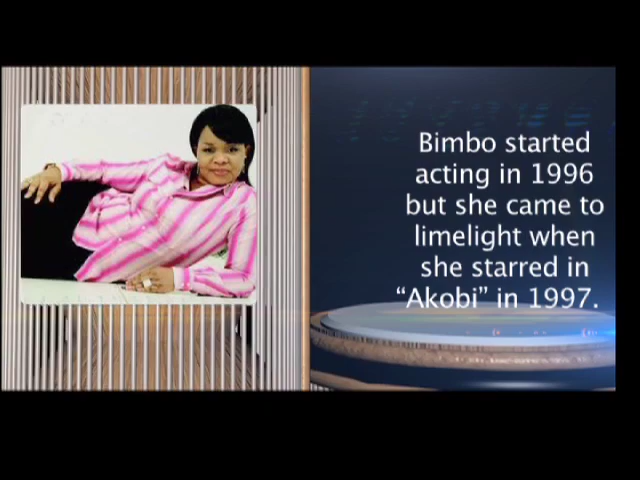 Bimbo started
acting in 1996
but she came to
limelight when
she starred in
“Akobi” in 1997.